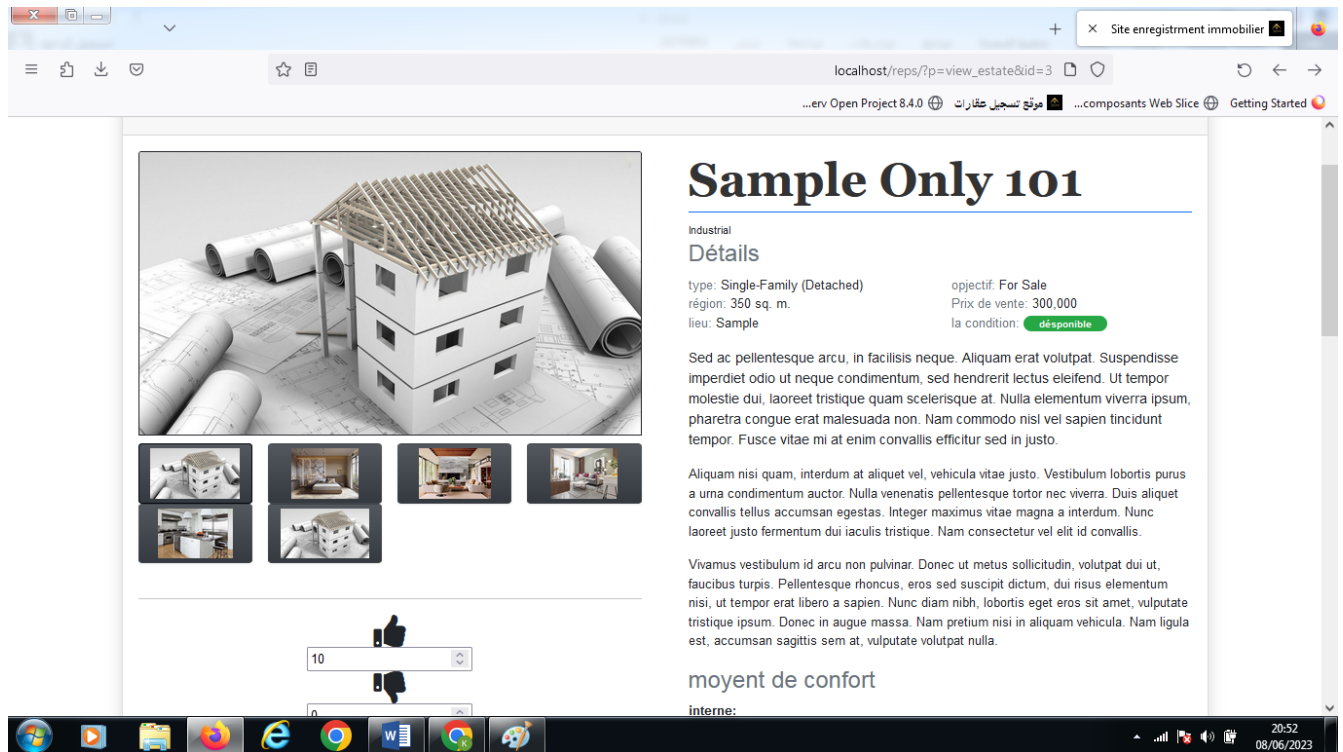 Site enregistrment immobilier
localhost/reps/?p=view_estate&id=3
...erv Open Project 8.4.0
موقع تسجيل عقارات
...composants Web Slice
Getting Started
Sample Only 101
Industrial
Détails
type: Single-Family (Detached)
opjectif: For Sale
région: 350 sq. m.
Prix de vente: 300,000
lieu: Sample
la condition: désponible
Sed ac pellentesque arcu, in facilisis neque. Aliquam erat volutpat. Suspendisse
imperdiet odio ut neque condimentum, sed hendrerit lectus eleifend. Ut tempor
molestie dui, laoreet tristique quam scelerisque at. Nulla elementum viverra ipsum,
pharetra congue erat malesuada non. Nam commodo nisl vel sapien tincidunt
tempor. Fusce vitae mi at enim convallis efficitur sed in justo.
Aliquam nisi quam, interdum at aliquet vel, vehicula vitae justo. Vestibulum lobortis purus
a urna condimentum auctor. Nulla venenatis pellentesque tortor nec viverra. Duis aliquet
convallis tellus accumsan egestas. Integer maximus vitae magna a interdum. Nunc
laoreet justo fermentum dui iaculis tristique. Nam consectetur vel elit id convallis.
Vivamus vestibulum id arcu non pulvinar. Donec ut metus sollicitudin, volutpat dui ut,
faucibus turpis. Pellentesque rhoncus, eros sed suscipit dictum, dui risus elementum
nisi, ut tempor erat libero a sapien. Nunc diam nibh, lobortis eget eros sit amet, vulputate
tristique ipsum. Donec in augue massa. Nam pretium nisi in aliquam vehicula. Nam ligula
est, accumsan sagittis sem at, vulputate volutpat nulla.
moyent de confort
interne:
10
0
20:52
08/06/2023